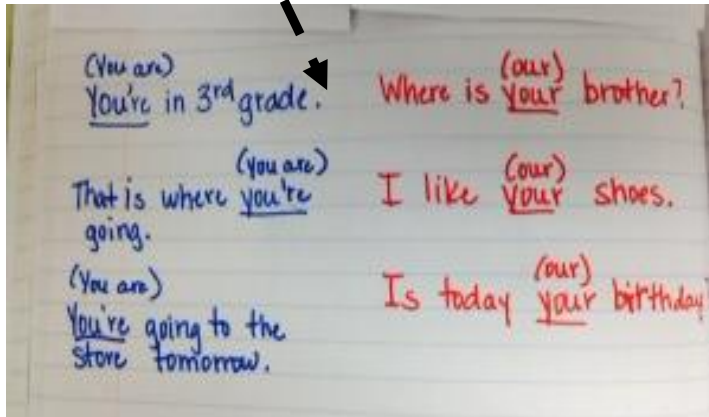 (You are)
You're in 3rd grade.
(you are)
That is where you're
going.
(You are)
You're going to the
store tomorrow.
(our)
Where is your brother?
(our)
I like your shoes.
(our)
Is today your birthday?